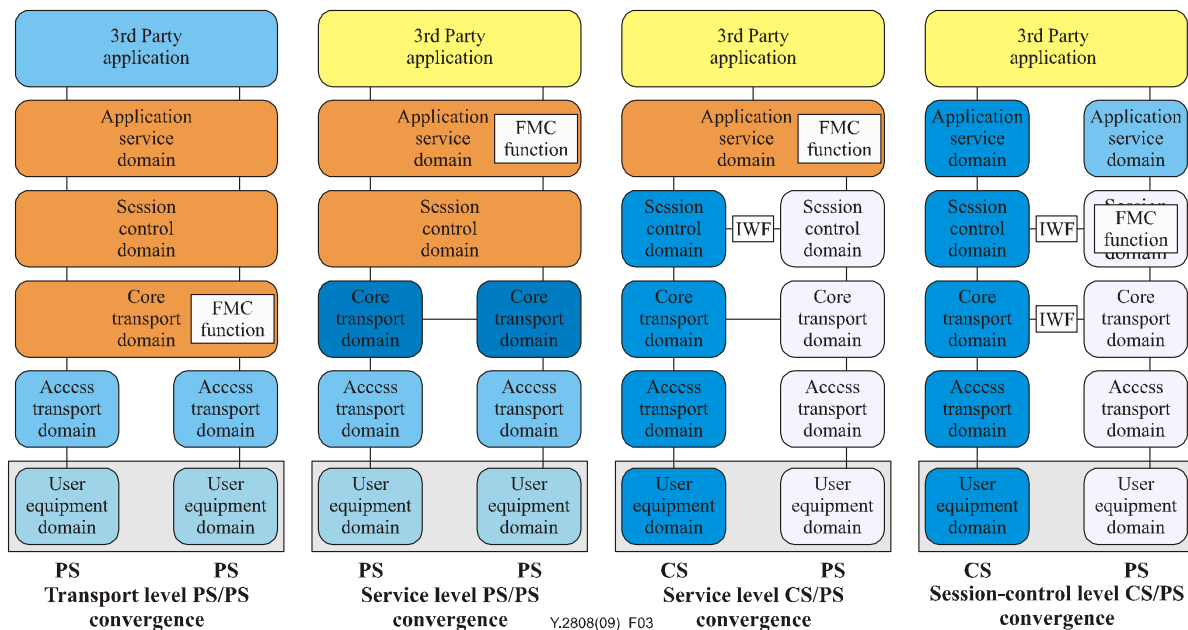 3rd Party
application
Application
service
domain
Session
control
domain
Core
transport
domain
FMC
function
Access
transport
domain
Access
transport
domain
User
equipment
domain
User
equipment
domain
PS
PS
Transport level PS/PS
convergence
3rd Party
application
Application
service
domain
FMC
function
Session
control
domain
Core
transport
domain
Core
transport
domain
Access
transport
domain
Access
transport
domain
User
equipment
domain
User
equipment
domain
PS
PS
Service level PS/PS
convergence
3rd Party
application
Application
service
domain
FMC
function
Session
control
domain
IWF
Session
control
domain
Core
transport
domain
Core
transport
domain
Access
transport
domain
Access
transport
domain
User
equipment
domain
User
equipment
domain
CS
PS
Service level CS/PS
convergence
3rd Party
application
Application
service
domain
Application
service
domain
Session
control
domain
IWF
Session
FMC
function
domain
Core
transport
domain
IWF
Core
transport
domain
Access
transport
domain
Access
transport
domain
User
equipment
domain
User
equipment
domain
CS
PS
Session-control level CS/PS
convergence
Y.2808(09)_F03